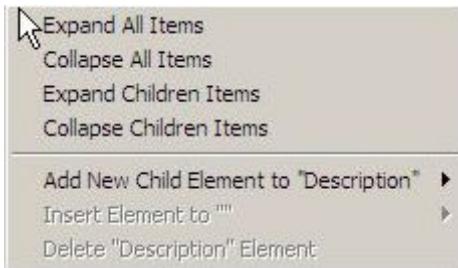 Expand All Items
Collapse All Items
Expand Children Items
Collapse Children Items
Add New Child Element to "Description"
Insert Element to ""
Delete "Description" Element